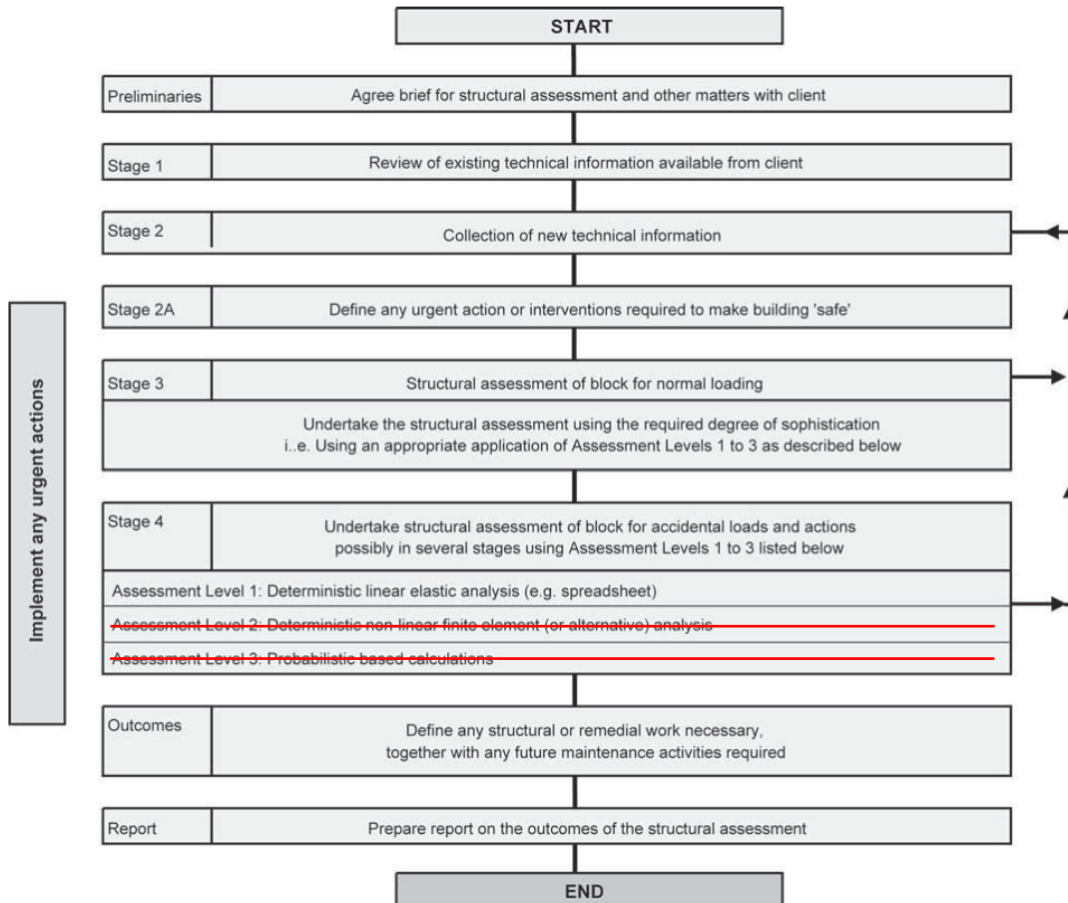 START
Preliminaries
Agree brief for structural assessment and other matters with client
Stage 1
Review of existing technical information available from client
Stage 2
Collection of new technical information
Stage 2A
Define any urgent action or interventions required to make building 'safe'
Stage 3
Structural assessment of block for normal loading
Undertake the structural assessment using the required degree of sophistication
i..e. Using an appropriate application of Assessment Levels 1 to 3 as described below
Stage 4
Undertake structural assessment of block for accidental loads and actions
possibly in several stages using Assessment Levels 1 to 3 listed below
Assessment Level 1: Deterministic linear elastic analysis (e.g. spreadsheet)
Assessment Level 2: Deterministic non linear finite element (or alternative) analysis
Assessment Level 3: Probabilistic based calculations
Outcomes
Define any structural or remedial work necessary,
together with any future maintenance activities required
Report
Prepare report on the outcomes of the structural assessment
END
Implement any urgent actions